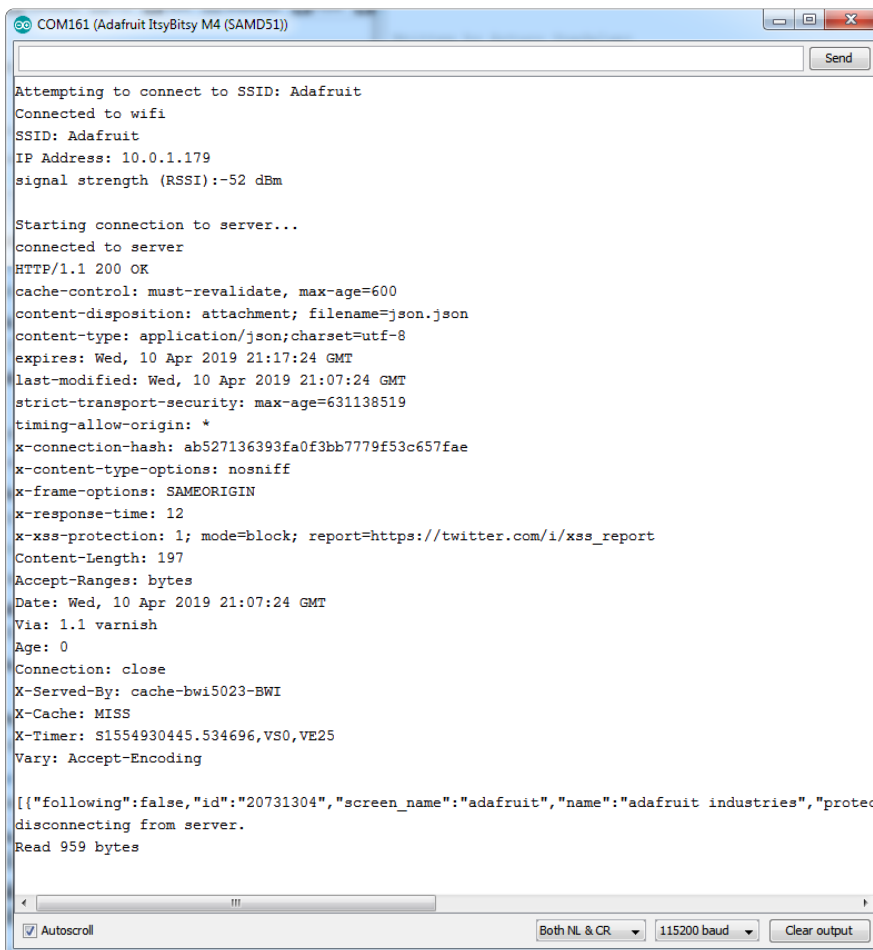 COM161 (Adafruit ItsyBitsy M4 (SAMD51))
Send
Attempting to connect to SSID: Adafruit
Connected to wifi
SSID: Adafruit
IP Address: 10.0.1.179
signal strength (RSSI):-52 dBm
Starting connection to server...
connected to server
HTTP/1.1 200 OK
cache-control: must-revalidate, max-age=600
content-disposition: attachment; filename=json.json
content-type: application/json;charset=utf-8
expires: Wed, 10 Apr 2019 21:17:24 GMT
last-modified: Wed, 10 Apr 2019 21:07:24 GMT
strict-transport-security: max-age=631138519
timing-allow-origin: *
x-connection-hash: ab527136393fa0f3bb7779f53c657fae
x-content-type-options: nosniff
x-frame-options: SAMEORIGIN
x-response-time: 12
x-xss-protection: 1; mode=block; report=https://twitter.com/i/xss_report
Content-Length: 197
Accept-Ranges: bytes
Date: Wed, 10 Apr 2019 21:07:24 GMT
Via: 1.1 varnish
Age: 0
Connection: close
X-Served-By: cache-bwi5023-BWI
X-Cache: MISS
X-Timer: S1554930445.534696,VS0,VE25
Vary: Accept-Encoding
[{"following":false,"id":"20731304","screen_name":"adafruit","name":"adafruit industries","protec
disconnecting from server.
Read 959 bytes
Autoscroll Both NL & CR 115200 baud Clear output